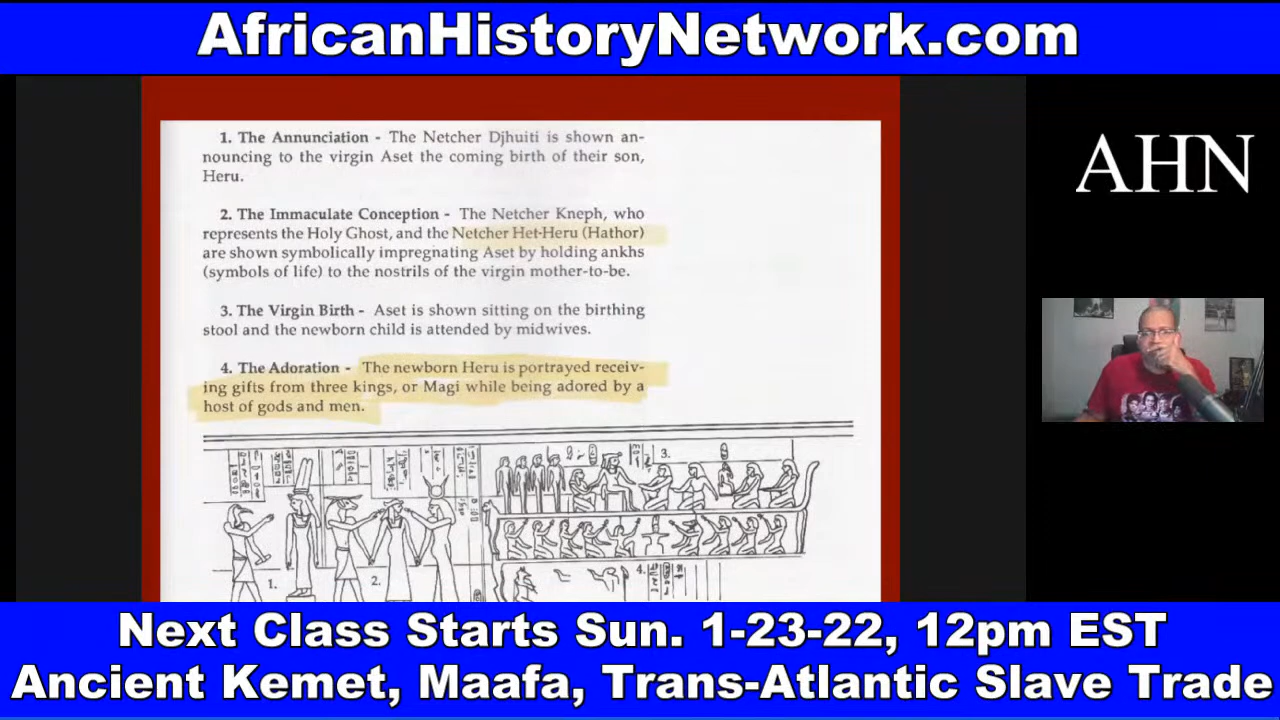 AfricanHistoryNetwork.com
1. The Annunciation - The Netcher Djhuiti is shown an-
nouncing to the virgin Aset the coming birth of their son,
Heru.
2. The Immaculate Conception - The Netcher Kneph, who
represents the Holy Ghost, and the Netcher Het-Heru (Hathor)
are shown symbolically impregnating Aset by holding ankhs
(symbols of life) to the nostrils of the virgin mother-to-be.
3. The Virgin Birth - Aset is shown sitting on the birthing
stool and the newborn child is attended by midwives.
4. The Adoration - The newborn Heru is portrayed receiv-
ing gifts from three kings, or Magi while being adored by a
host of gods and men.
3.
4.
1.
2.
AHN
Next Class Starts Sun. 1-23-22, 12pm EST
Ancient Kemet, Maafa, Trans-Atlantic Slave Trade